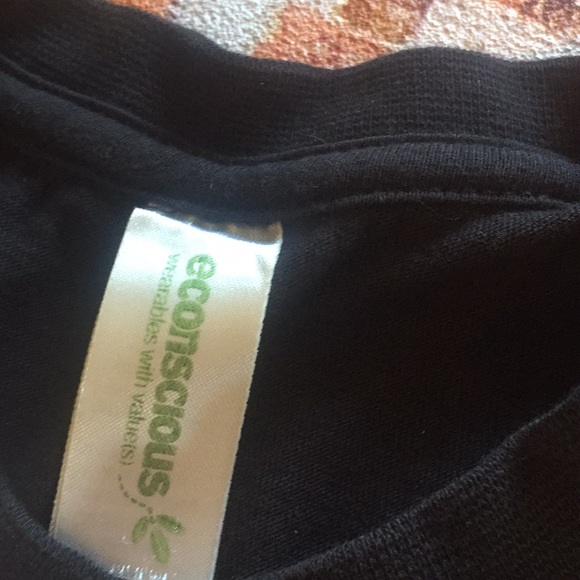 econscious
wearables with value(s)